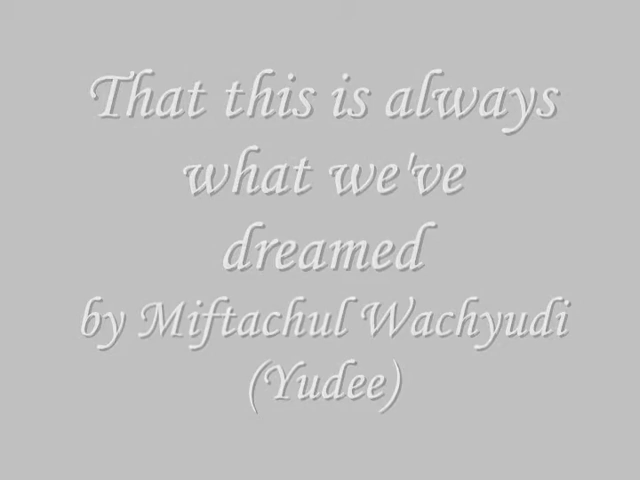 That this is always
what we've
dreamed
by Miftachul Wachyudi
(Yudee)